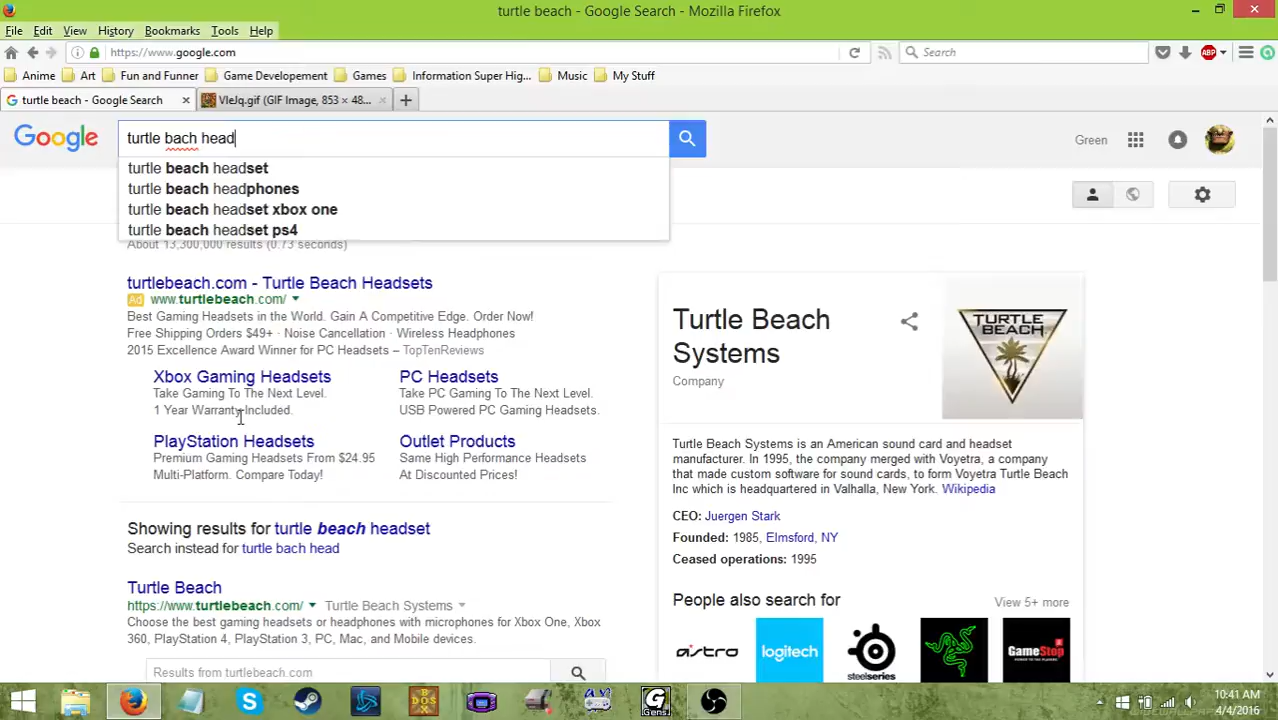 turtle beach - Google Search - Mozilla Firefox
File Edit View History Bookmarks Tools Help
https://www.google.com
Search
ABP
Anime Art Fun and Funner Game Developement Games Information Super Hig... Music My Stuff
turtle beach - Google Search
VleJq.gif (GIF Image, 853 × 48...
Google
turtle bach head
Green
turtle beach headset
turtle beach headphones
turtle beach headset xbox one
turtle beach headset ps4
About 13,300,000 results (0.73 seconds)
turtlebeach.com - Turtle Beach Headsets
Ad www.turtlebeach.com/
Best Gaming Headsets in the World. Gain A Competitive Edge. Order Now!
Free Shipping Orders $49+ · Noise Cancellation · Wireless Headphones
2015 Excellence Award Winner for PC Headsets – TopTenReviews
Xbox Gaming Headsets
Take Gaming To The Next Level.
1 Year Warranty Included.
PC Headsets
Take PC Gaming To The Next Level.
USB Powered PC Gaming Headsets.
PlayStation Headsets
Premium Gaming Headsets From $24.95
Multi-Platform. Compare Today!
Outlet Products
Same High Performance Headsets
At Discounted Prices!
Showing results for turtle beach headset
Search instead for turtle bach head
Turtle Beach
https://www.turtlebeach.com/ Turtle Beach Systems
Choose the best gaming headsets or headphones with microphones for Xbox One, Xbox
360, PlayStation 4, PlayStation 3, PC, Mac, and Mobile devices.
Results from turtlebeach.com
Turtle Beach
Systems
Company
TURTLE
BEACH
Turtle Beach Systems is an American sound card and headset
manufacturer. In 1995, the company merged with Voyetra, a company
that made custom software for sound cards, to form Voyetra Turtle Beach
Inc which is headquartered in Valhalla, New York. Wikipedia
CEO: Juergen Stark
Founded: 1985, Elmsford, NY
Ceased operations: 1995
People also search for
View 5+ more
astro
logitech
steelseries
GameStop
DOS
Gens
10:41 AM
4/4/2016